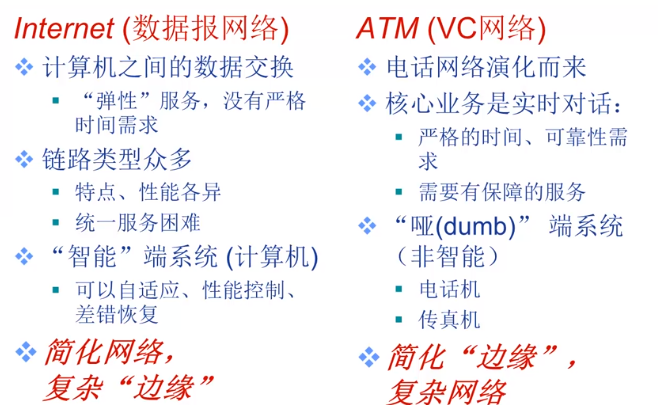 Internet (数据报网络)
计算机之间的数据交换
“弹性”服务，没有严格
时间需求
链路类型众多
特点、性能各异
统一服务困难
“智能”端系统 (计算机)
可以自适应、性能控制、
差错恢复
简化网络，
复杂“边缘”
ATM (VC网络)
电话网络演化而来
核心业务是实时对话：
严格的时间、可靠性需
求
需要有保障的服务
“哑(dumb)” 端系统
（非智能）
电话机
传真机
简化“边缘”，
复杂网络